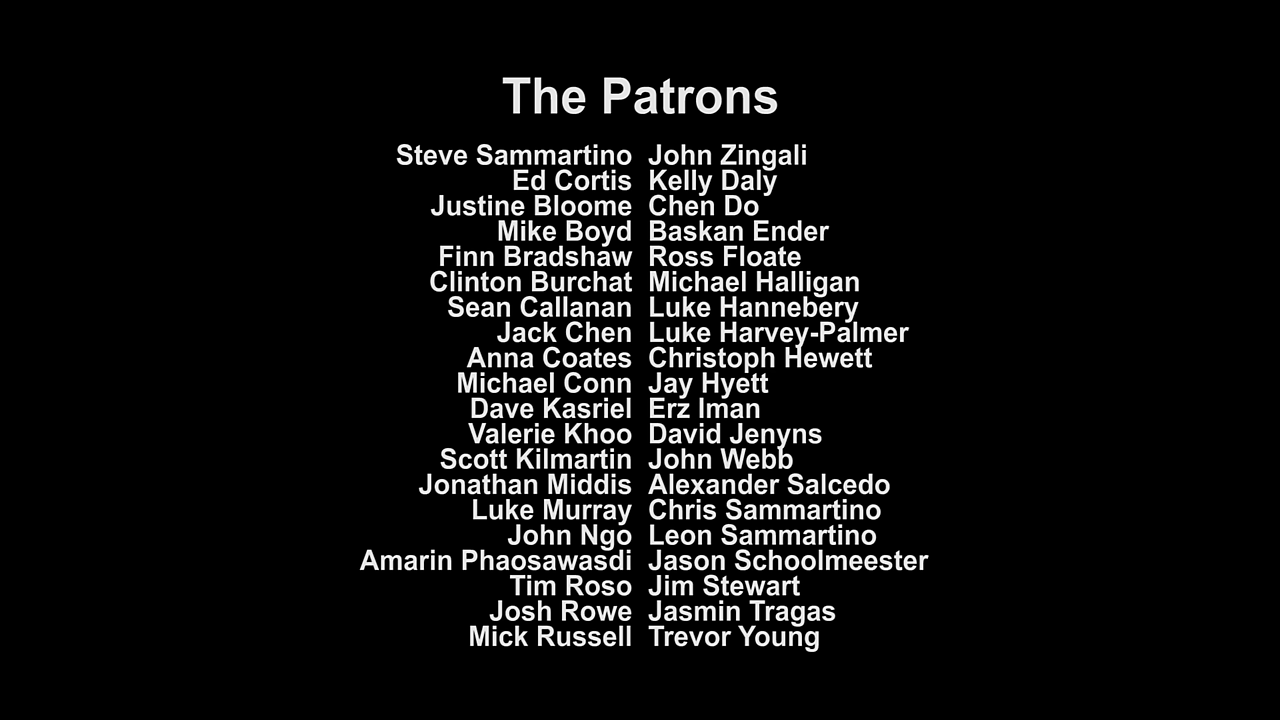 The Patrons
Steve Sammartino John Zingali
Ed Cortis Kelly Daly
Justine Bloome Chen Do
Mike Boyd Baskan Ender
Finn Bradshaw Ross Floate
Clinton Burchat Michael Halligan
Sean Callanan Luke Hannebery
Jack Chen Luke Harvey-Palmer
Anna Coates Christoph Hewett
Michael Conn Jay Hyett
Dave Kasriel Erz Iman
Valerie Khoo David Jenyns
Scott Kilmartin John Webb
Jonathan Middis Alexander Salcedo
Luke Murray Chris Sammartino
John Ngo Leon Sammartino
Amarin Phaosawasdi Jason Schoolmeester
Tim Roso Jim Stewart
Josh Rowe Jasmin Tragas
Mick Russell Trevor Young